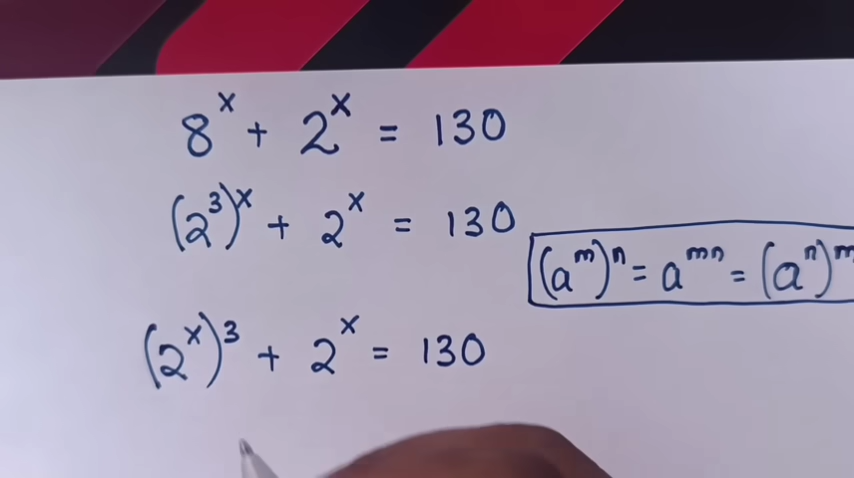 8^x + 2^x = 130
(2^3)^x + 2^x = 130
(a^m)^n = a^mn = (a^n)^m
(2^x)^3 + 2^x = 130